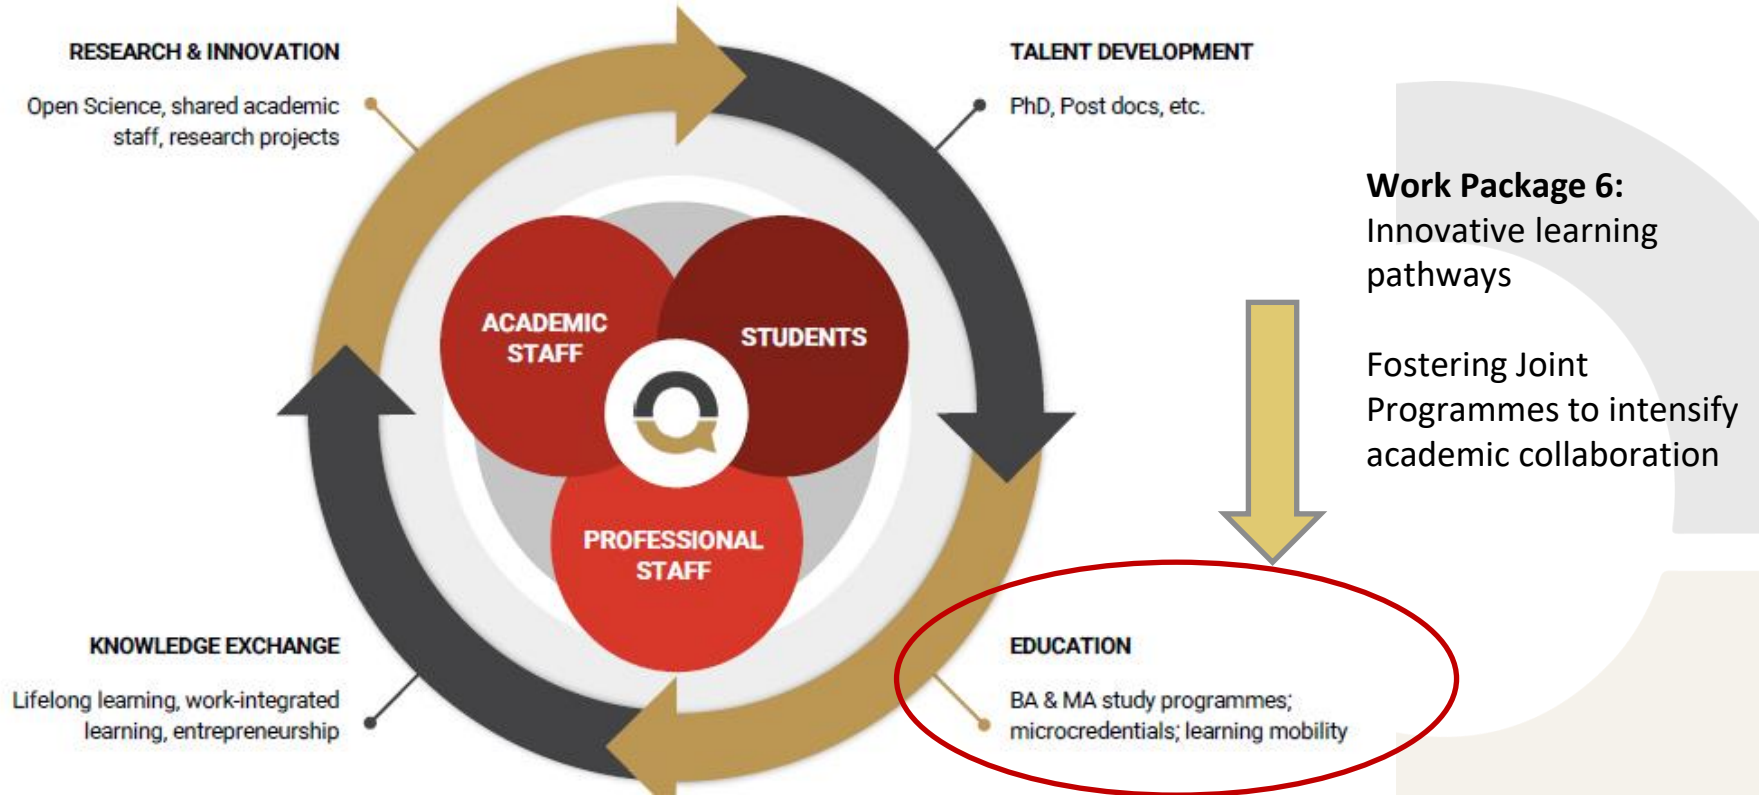 RESEARCH & INNOVATION
Open Science, shared academic
staff, research projects
TALENT DEVELOPMENT
PhD, Post docs, etc.
Work Package 6:
Innovative learning
pathways
Fostering Joint
Programmes to intensify
academic collaboration
ACADEMIC
STAFF
STUDENTS
PROFESSIONAL
STAFF
KNOWLEDGE EXCHANGE
Lifelong learning, work-integrated
learning, entrepreneurship
EDUCATION
BA & MA study programmes;
microcredentials; learning mobility